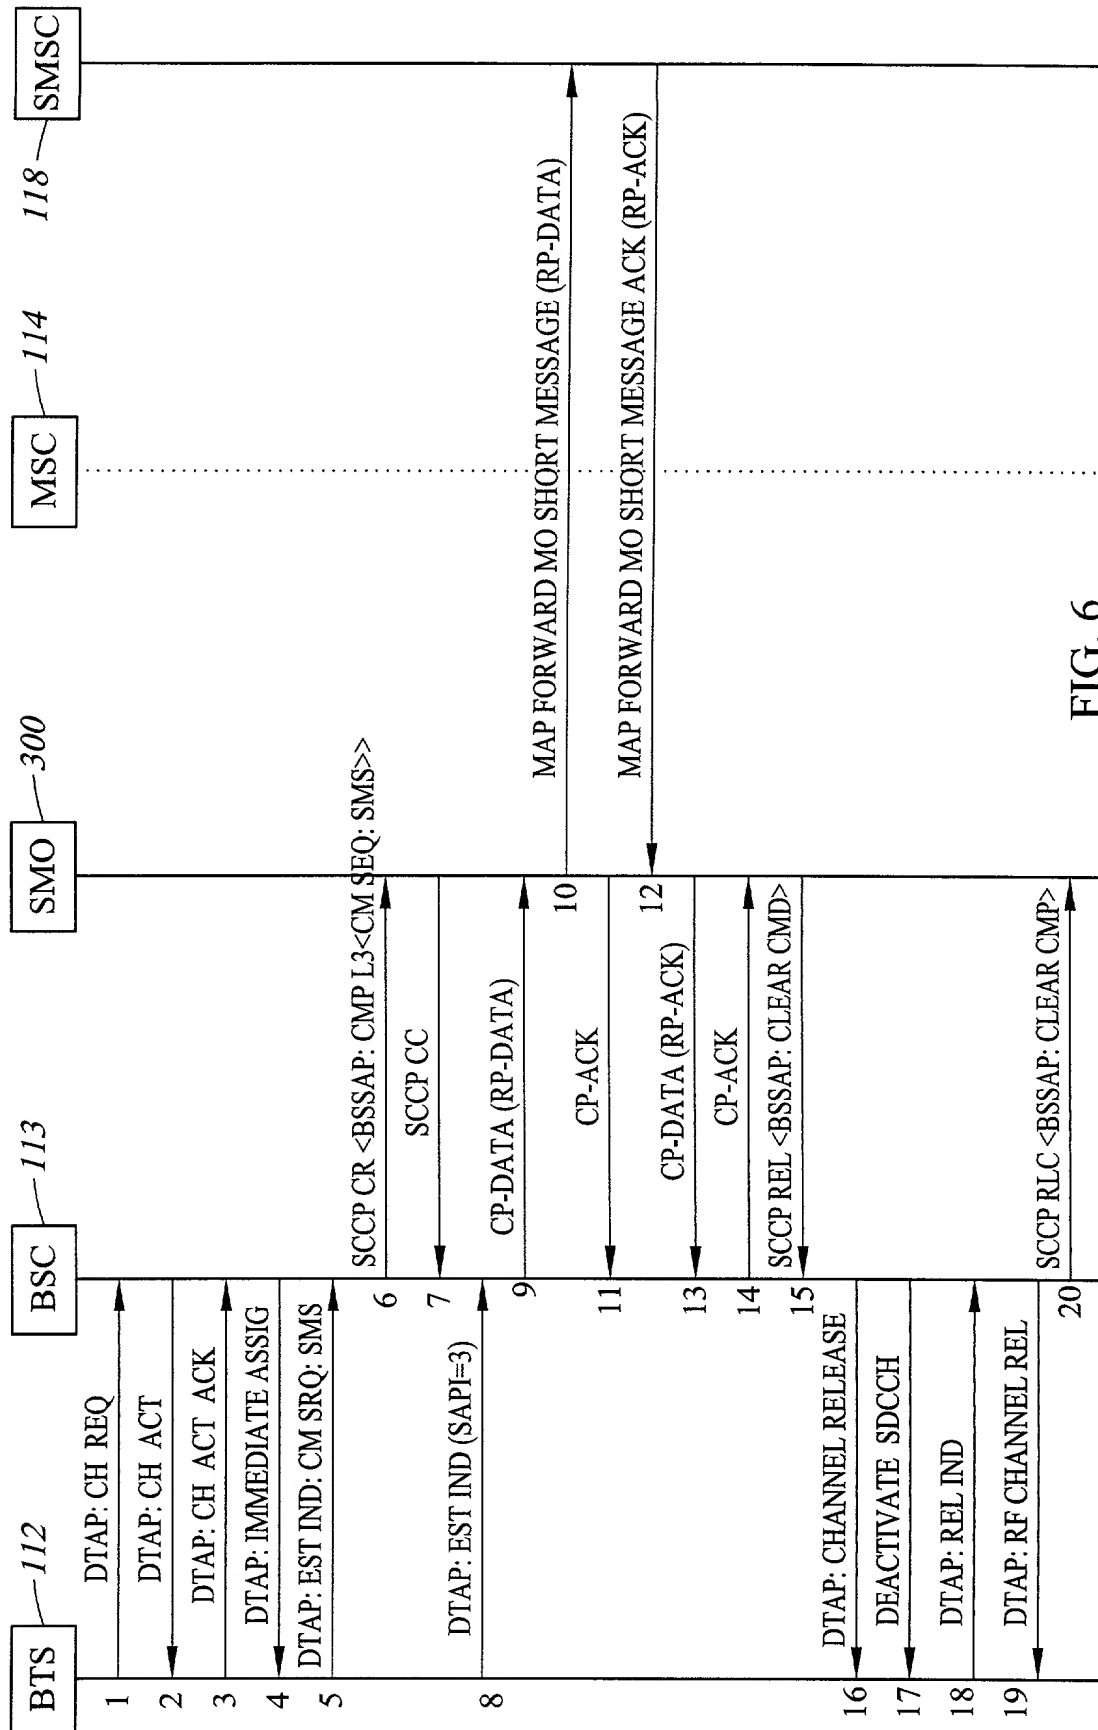 BTS
112
BSC
113
SMO
300
MSC
114
SMSC
118
1
DTAP: CH REQ
2
DTAP: CH ACT
3
DTAP: CH ACT ACK
4
DTAP: IMMEDIATE ASSIG
5
DTAP: EST IND: CM SRQ: SMS
6
SCCP CR <BSSAP: CMP L3<CM SEQ: SMS>>
7
SCCP CC
8
DTAP: EST IND (SAPI=3)
9
CP-DATA (RP-DATA)
10
MAP FORWARD MO SHORT MESSAGE (RP-DATA)
11
CP-ACK
12
MAP FORWARD MO SHORT MESSAGE ACK (RP-ACK)
13
CP-DATA (RP-ACK)
14
CP-ACK
15
SCCP REL <BSSAP: CLEAR CMD>
16
DTAP: CHANNEL RELEASE
17
DEACTIVATE SDCCH
18
DTAP: REL IND
19
DTAP: RF CHANNEL REL
20
SCCP RLC <BSSAP: CLEAR CMP>
FIG. 6